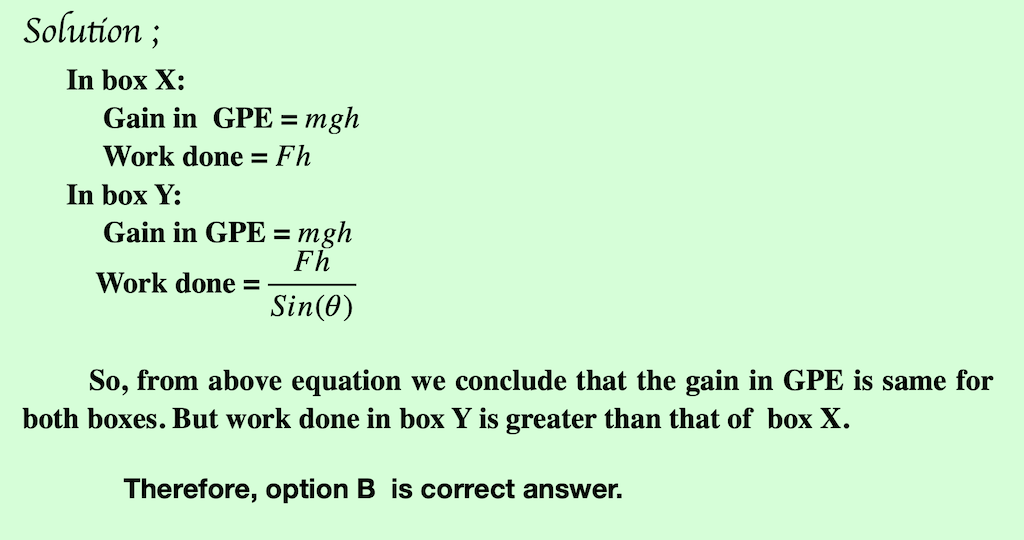 Solution ;
In box X:
Gain in GPE = mgh
Work done = Fh
In box Y:
Gain in GPE = mgh
Work done = Fh / Sin(θ)
So, from above equation we conclude that the gain in GPE is same for
both boxes. But work done in box Y is greater than that of box X.
Therefore, option B is correct answer.